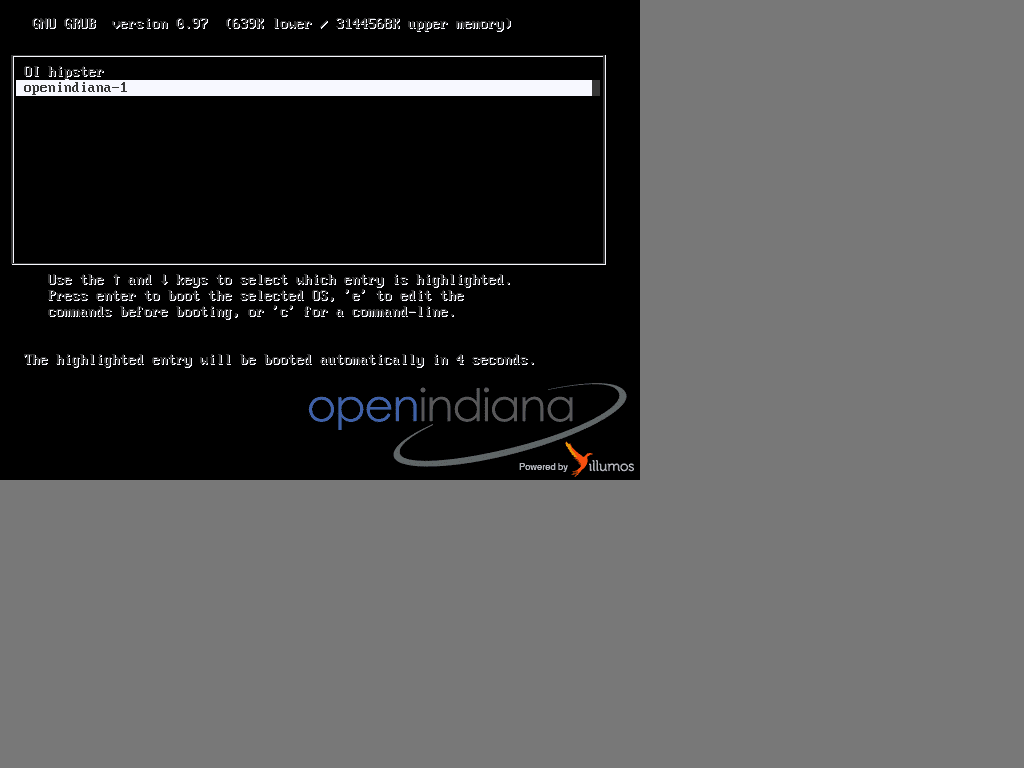 GNU GRUB  version 0.97  (639K lower / 3144568K upper memory)
OI hipster
openindiana-1
Use the ↑ and ↓ keys to select which entry is highlighted.
Press enter to boot the selected OS, 'e' to edit the
commands before booting, or 'c' for a command-line.
The highlighted entry will be booted automatically in 4 seconds.
openindiana
Powered by illumos